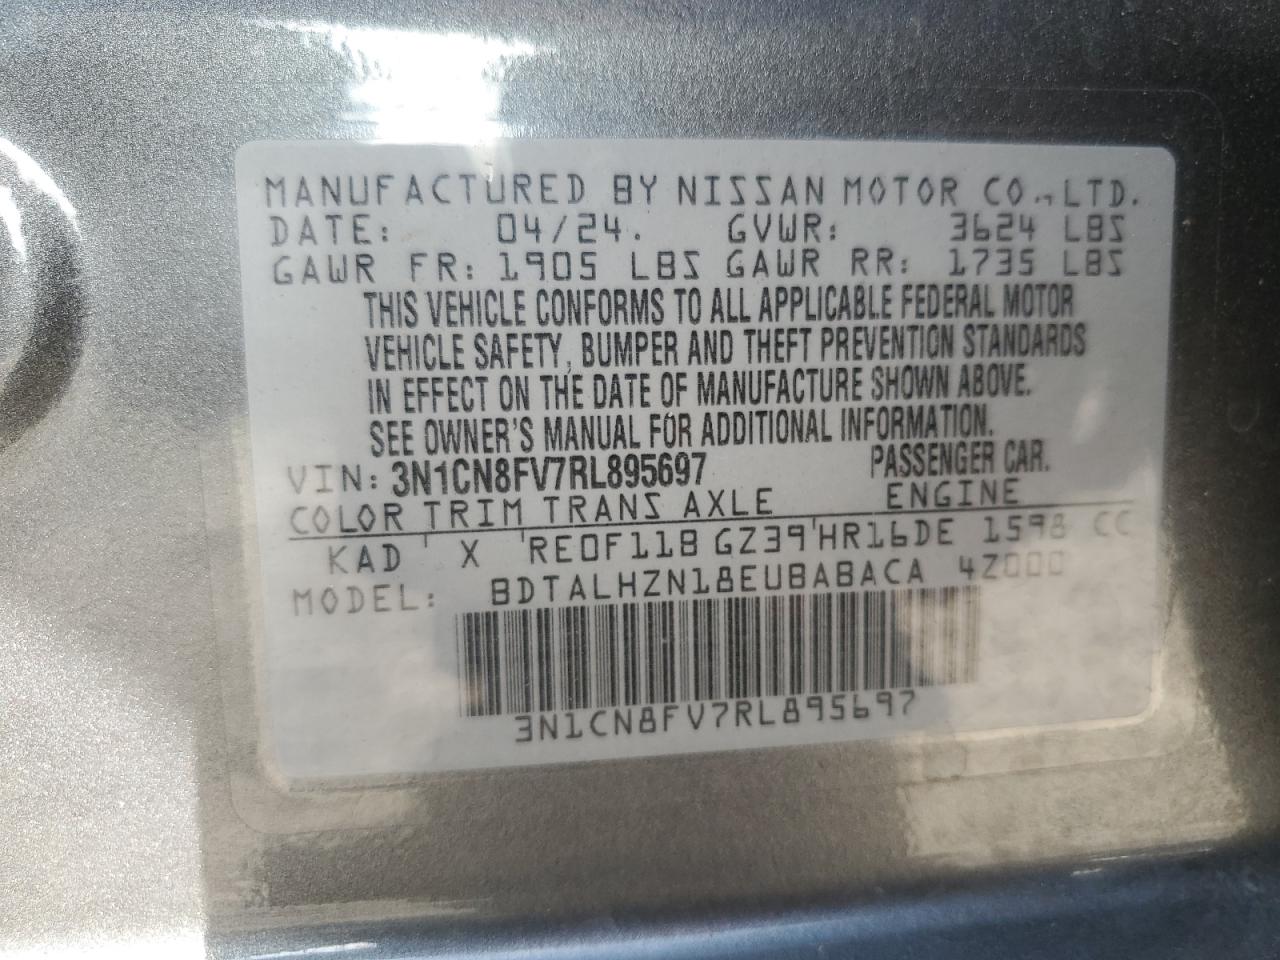 MANUFACTURED BY NISSAN MOTOR CO., LTD.
DATE: 04/24. GVWR: 3624 LBS
GAWR FR: 1905 LBS GAWR RR: 1735 LBS
THIS VEHICLE CONFORMS TO ALL APPLICABLE FEDERAL MOTOR
VEHICLE SAFETY, BUMPER AND THEFT PREVENTION STANDARDS
IN EFFECT ON THE DATE OF MANUFACTURE SHOWN ABOVE.
SEE OWNER'S MANUAL FOR ADDITIONAL INFORMATION.
VIN: 3N1CN8FV7RL895697 PASSENGER CAR.
COLOR TRIM TRANS AXLE ENGINE
KAD X RE0F11B GZ39 HR16DE 1598 CC
MODEL: BDTALHZN18EUBABACA 4Z000
3N1CN8FV7RL895697